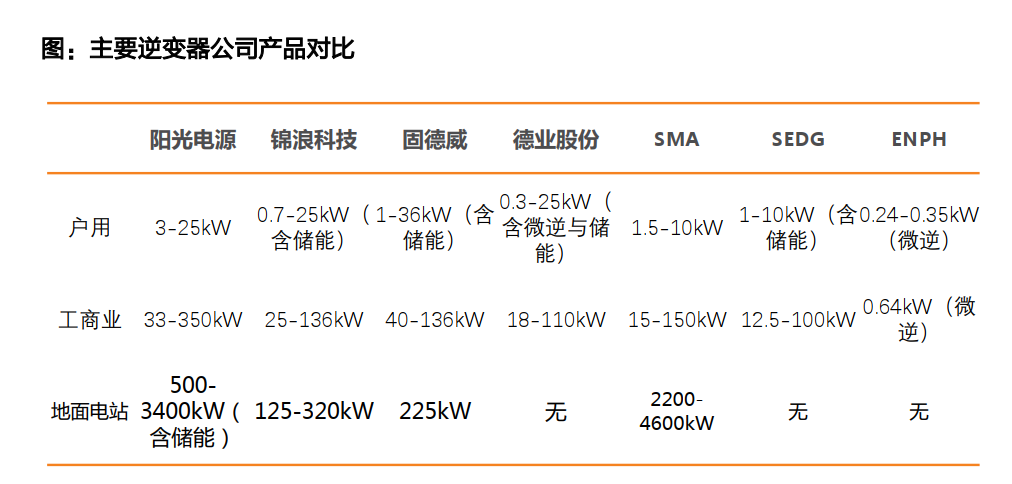 图：主要逆变器公司产品对比
阳光电源 锦浪科技 固德威 德业股份 SMA SEDG ENPH
户用 3-25kW 0.7-25kW（含储能） 1-36kW（含储能） 0.3-25kW（含微逆与储能） 1.5-10kW 1-10kW（含储能） 0.24-0.35kW（微逆）
工商业 33-350kW 25-136kW 40-136kW 18-110kW 15-150kW 12.5-100kW 0.64kW（微逆）
地面电站 500-3400kW（含储能） 125-320kW 225kW 无 2200-4600kW 无 无